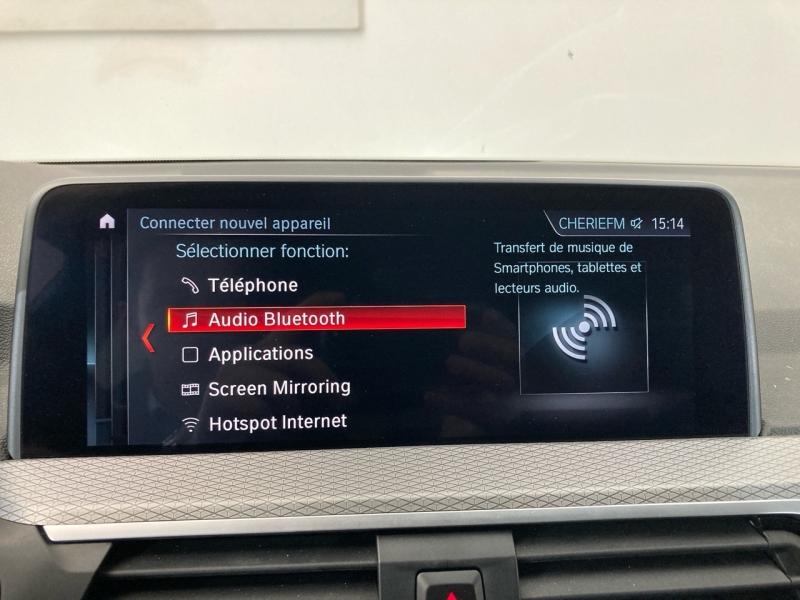 Connecter nouvel appareil
CHERIEFM 15:14
Sélectionner fonction:
Téléphone
Audio Bluetooth
Applications
Screen Mirroring
Hotspot Internet
Transfert de musique de
Smartphones, tablettes et
lecteurs audio.